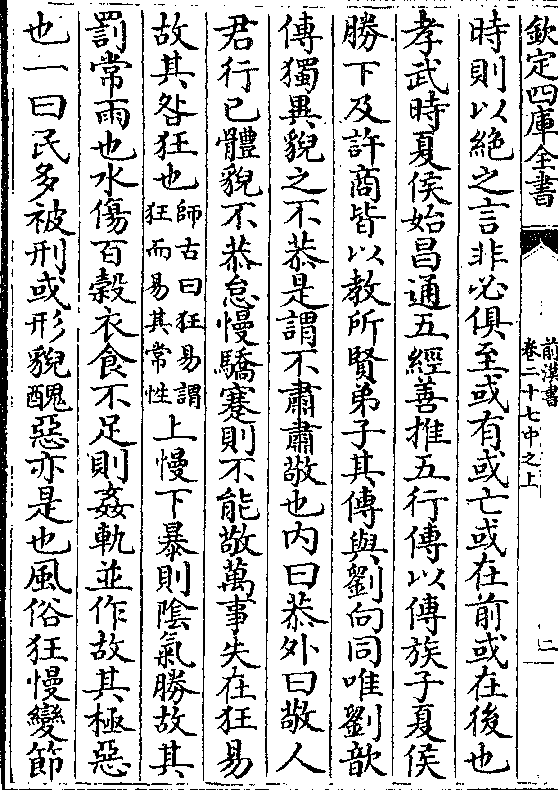 欽定四庫全書
前漢書
卷二十七中之上
二
時則以絶之言非必俱至或有或亡或在前或在後也
孝武時夏侯始昌通五經善推五行傳以傳族子夏侯
勝下及許商皆以教所賢弟子其傳與劉向同唯劉歆
傳獨異貌之不恭是謂不肅肅敬也内曰恭外曰敬人
君行己體貌不恭怠慢驕蹇則不能敬萬事失在狂易
故其咎狂也師古曰狂易謂狂而易其常性上慢下暴則隂氣勝故其
罰常雨也水傷百穀衣食不足則姦軌並作故其極惡
也一曰民多被刑或形貌醜惡亦是也風俗狂慢變節